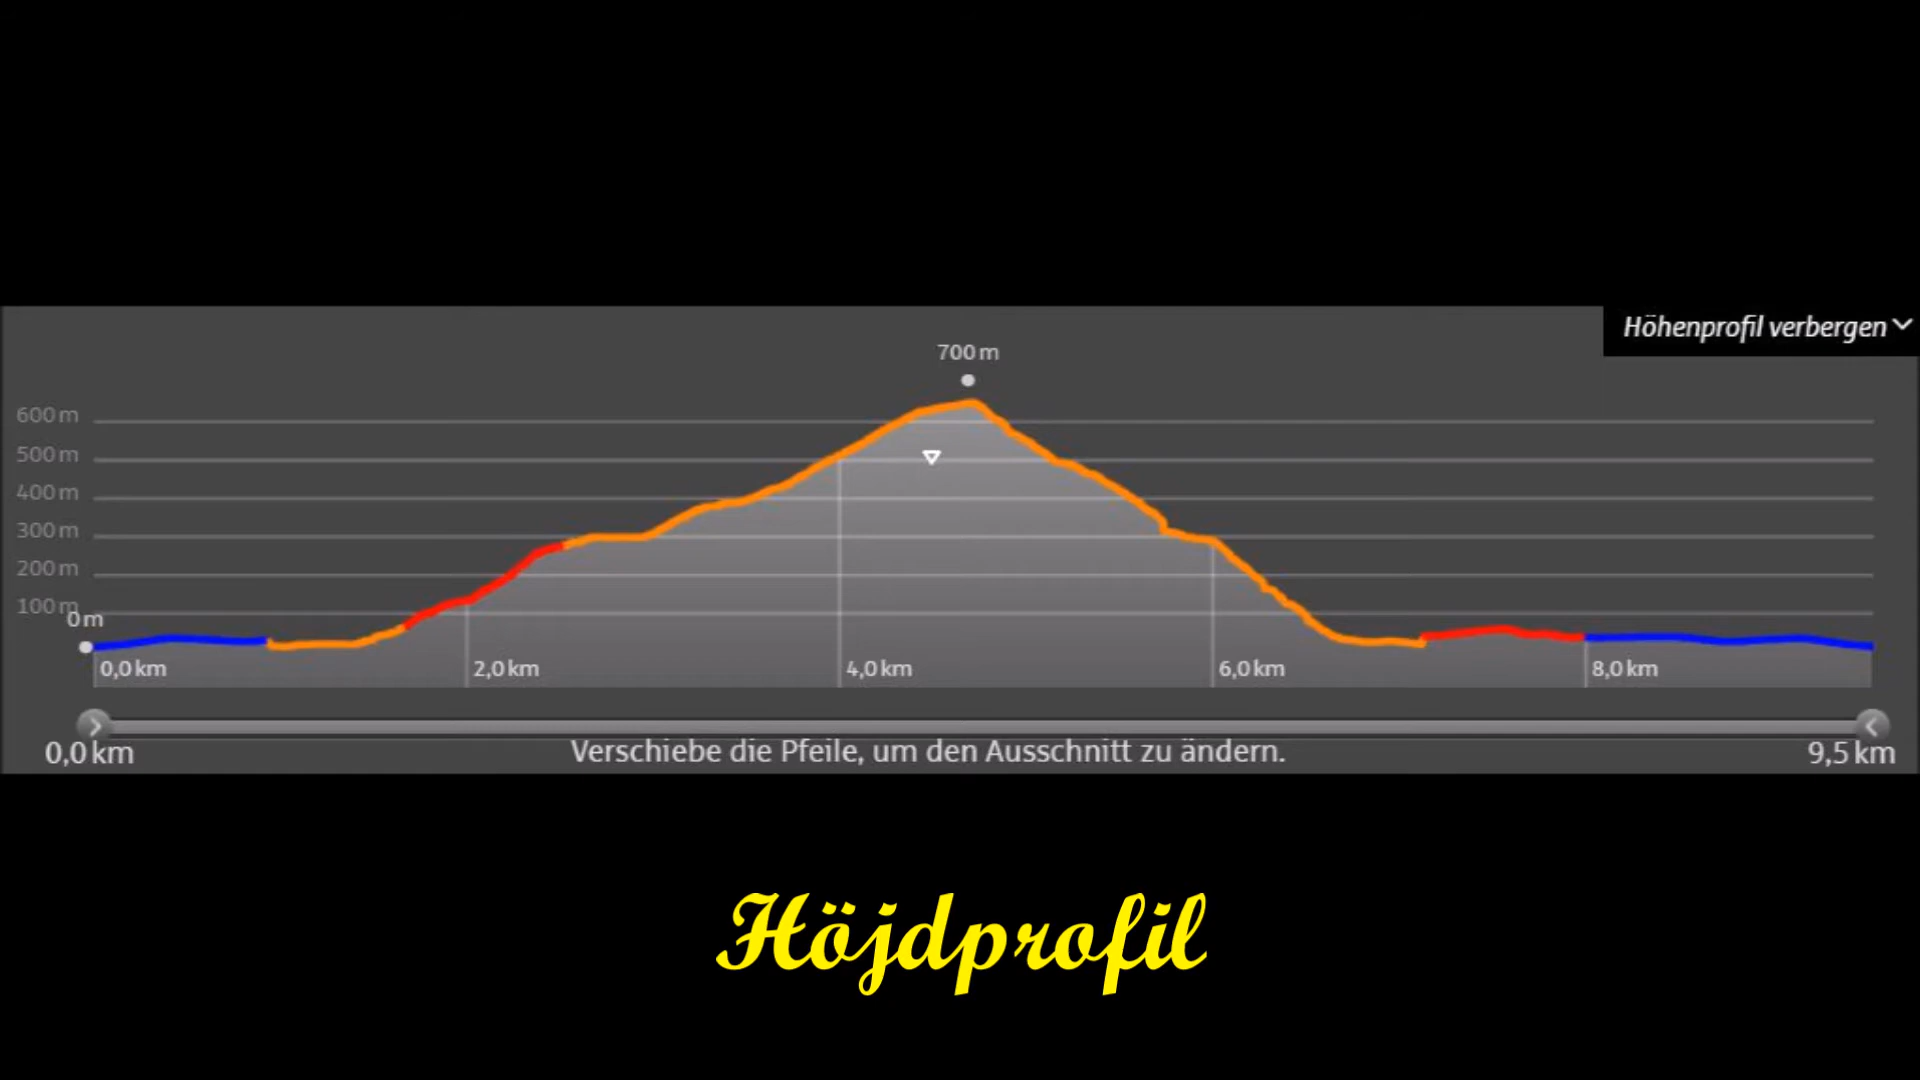 Höhenprofil verbergen
700 m
600 m
500 m
400 m
300 m
200 m
100 m
0 m
0,0 km 2,0 km 4,0 km 6,0 km 8,0 km
0,0 km Verschiebe die Pfeile, um den Ausschnitt zu ändern. 9,5 km
Höjdprofil